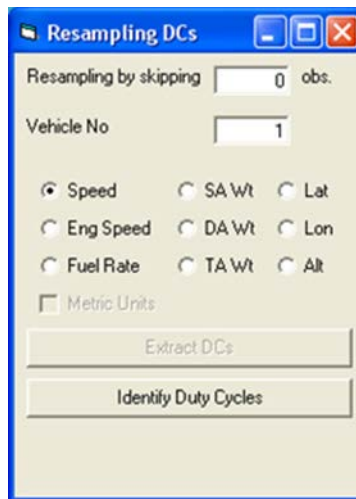 Resampling DCs
Resampling by skipping 0 obs.
Vehicle No 1
Speed SA Wt Lat
Eng Speed DA Wt Lon
Fuel Rate TA Wt Alt
Metric Units
Extract DCs
Identify Duty Cycles